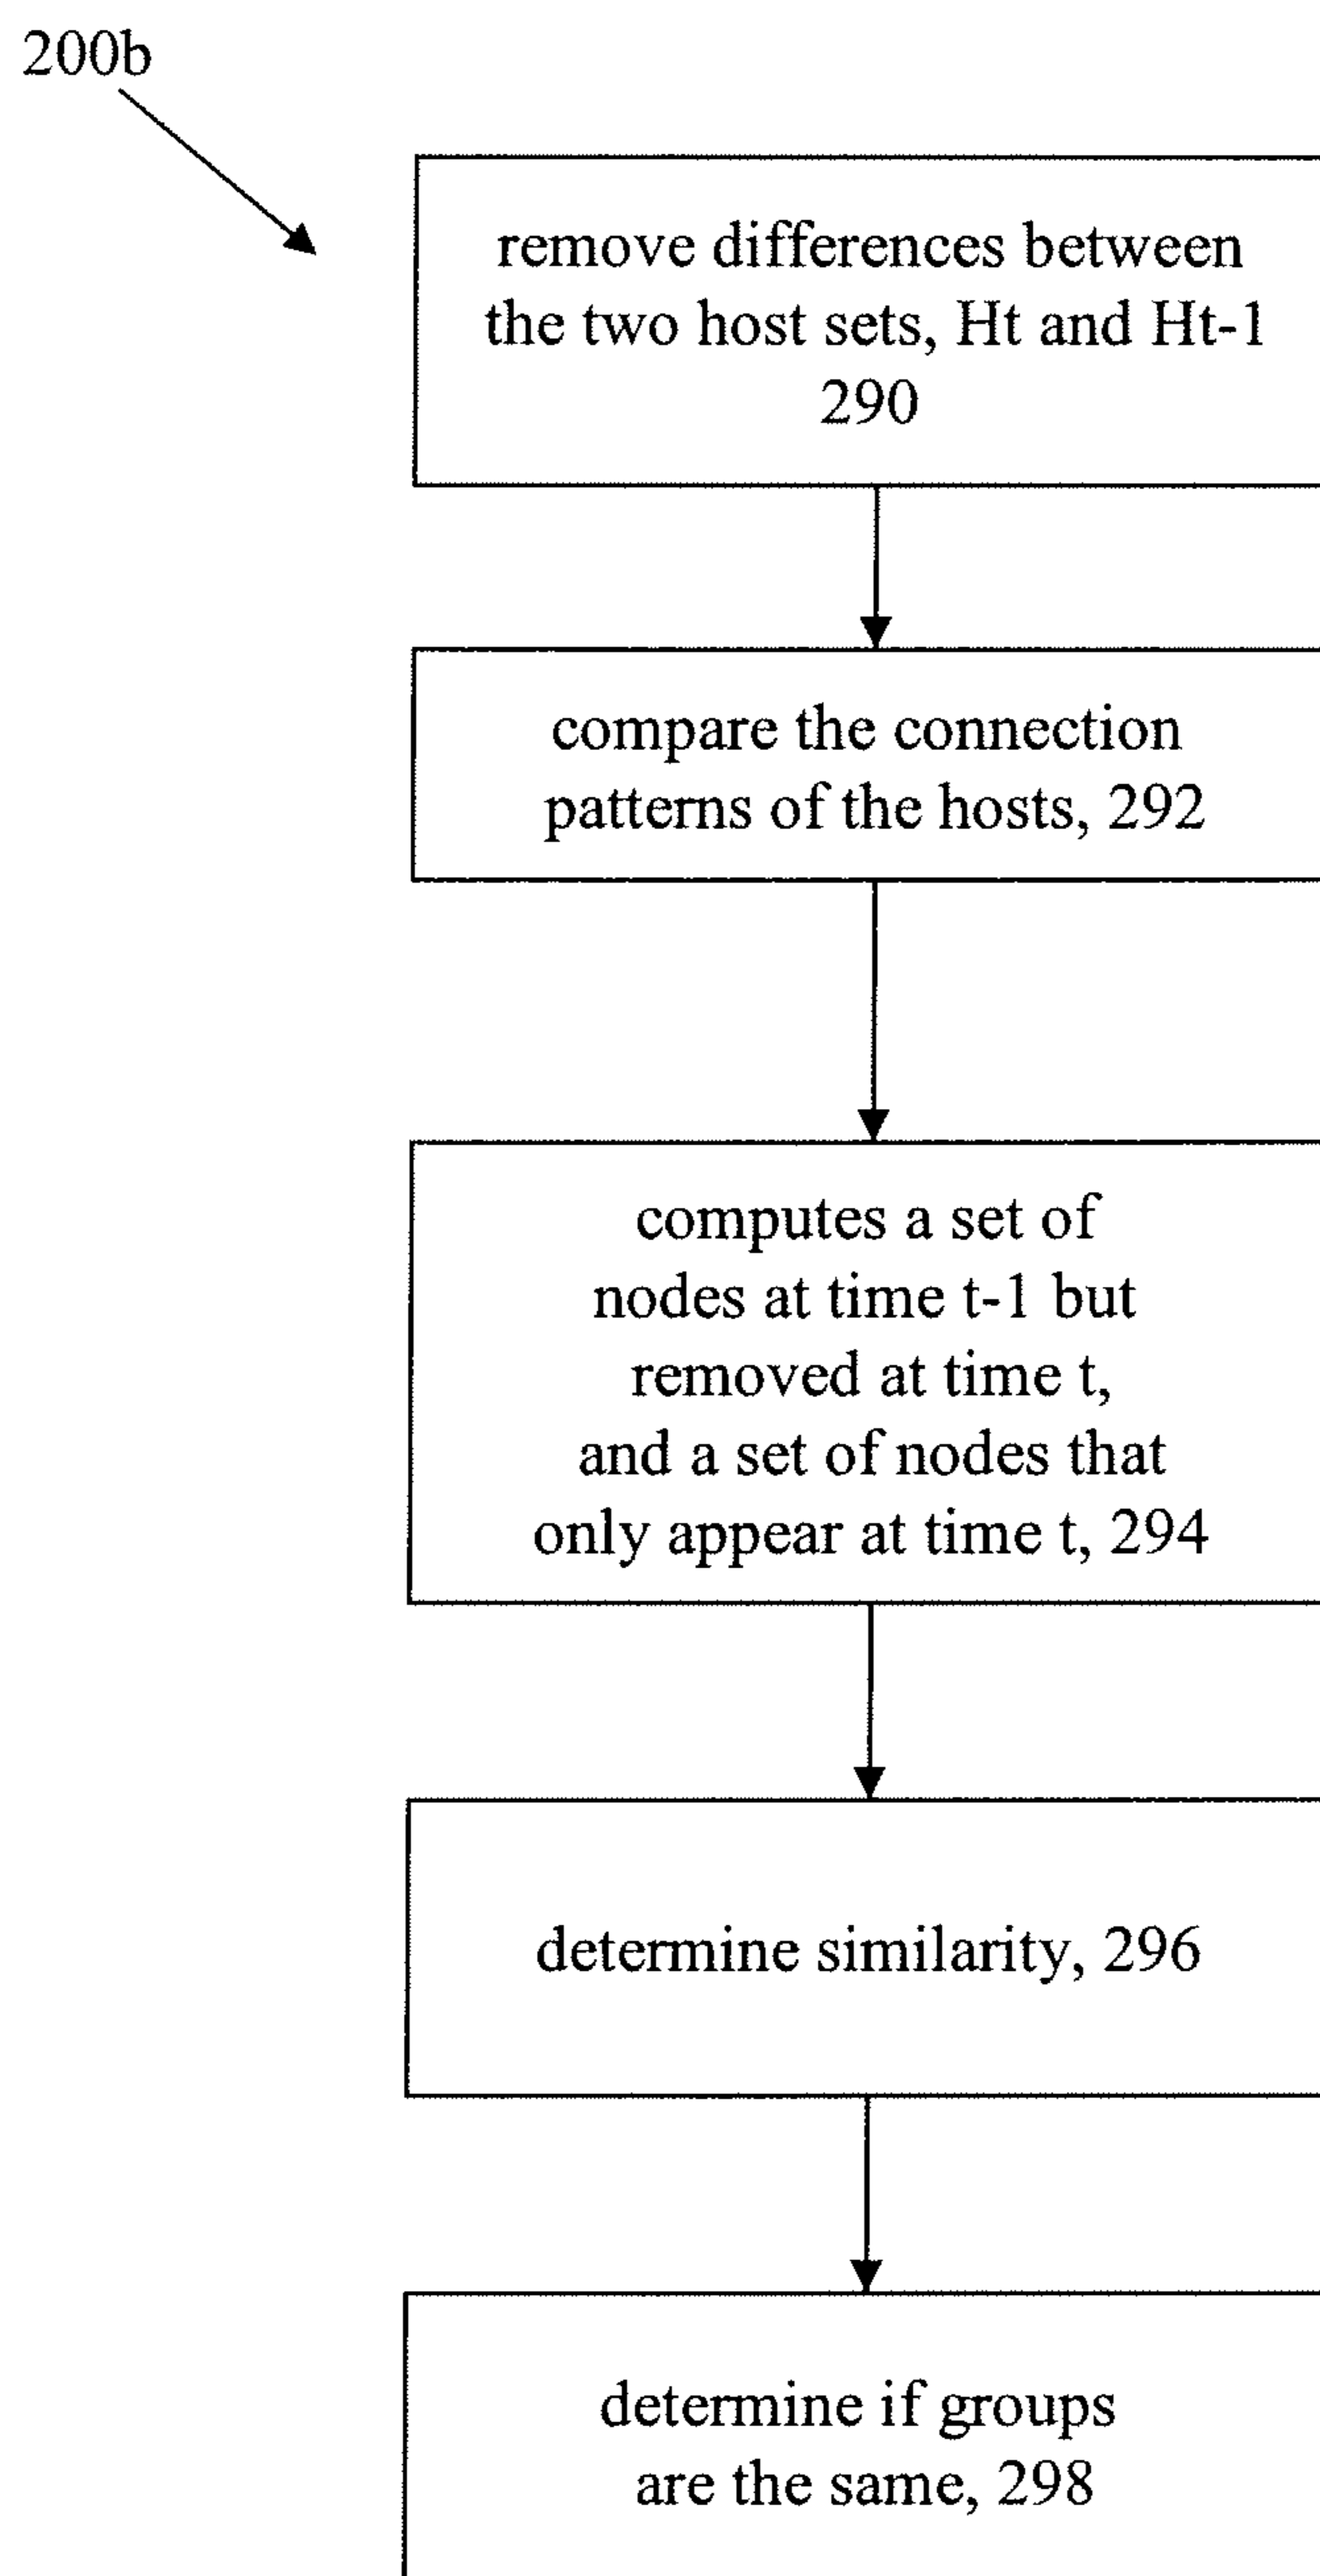 200b
remove differences between
the two host sets, Ht and Ht-1
290
compare the connection
patterns of the hosts, 292
computes a set of
nodes at time t-1 but
removed at time t,
and a set of nodes that
only appear at time t, 294
determine similarity, 296
determine if groups
are the same, 298